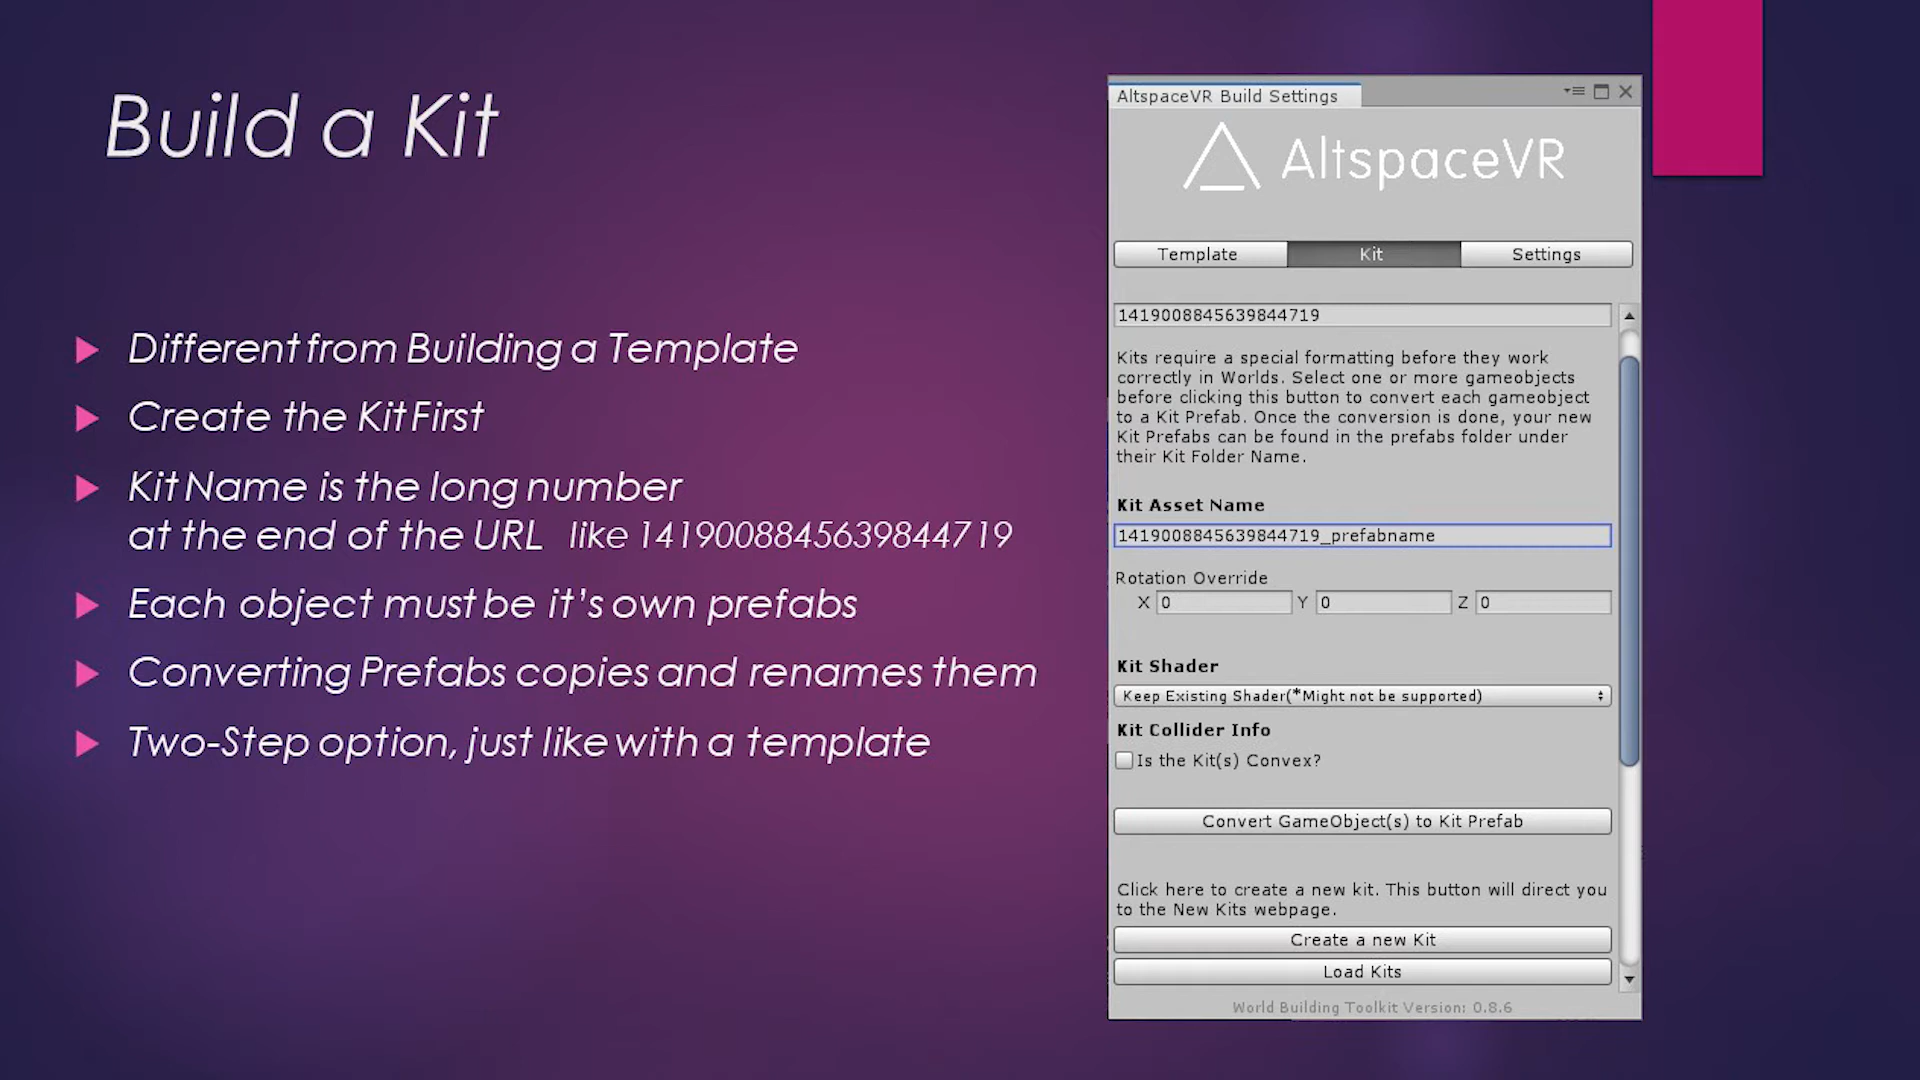 Build a Kit
Different from Building a Template
Create the Kit First
Kit Name is the long number
at the end of the URL like 1419008845639844719
Each object must be it's own prefabs
Converting Prefabs copies and renames them
Two-Step option, just like with a template
AltspaceVR Build Settings
AltspaceVR
Template Kit Settings
1419008845639844719
Kits require a special formatting before they work
correctly in Worlds. Select one or more gameobjects
before clicking this button to convert each gameobject
to a Kit Prefab. Once the conversion is done, your new
Kit Prefabs can be found in the prefabs folder under
their Kit Folder Name.
Kit Asset Name
1419008845639844719_prefabname
Rotation Override
X 0 Y 0 Z 0
Kit Shader
Keep Existing Shader(*Might not be supported)
Kit Collider Info
Is the Kit(s) Convex?
Convert GameObject(s) to Kit Prefab
Click here to create a new kit. This button will direct you
to the New Kits webpage.
Create a new Kit
Load Kits
World Building Toolkit Version: 0.8.6